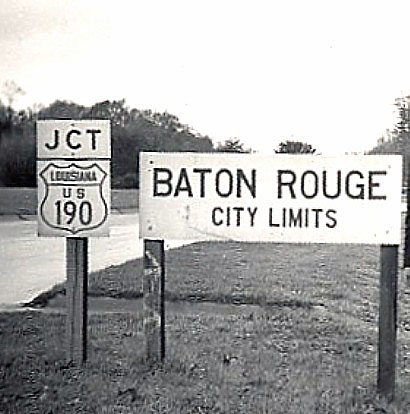 JCT
LOUISIANA
US
190
BATON ROUGE
CITY LIMITS